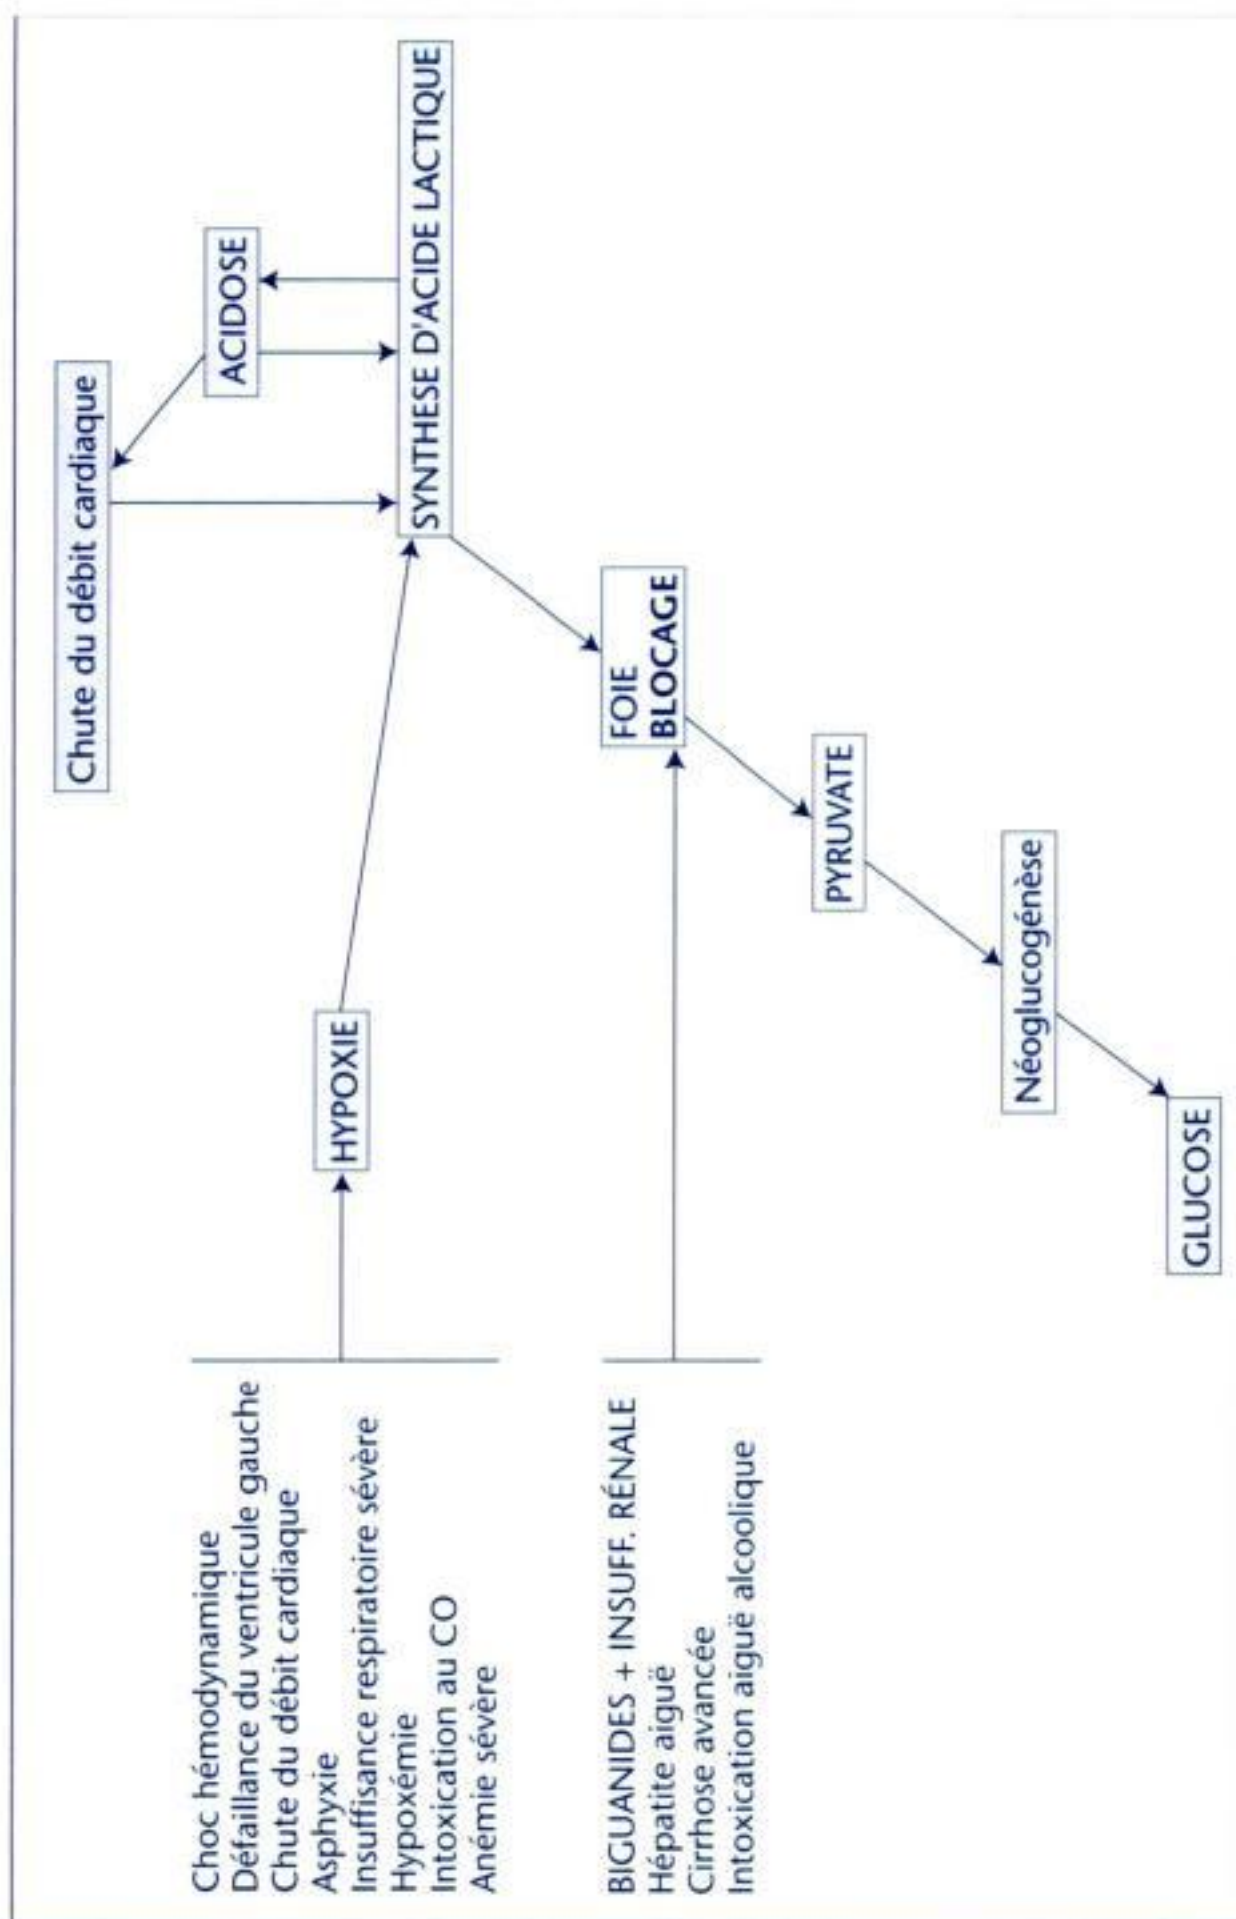 Choc hémodynamique
Défaillance du ventricule gauche
Chute du débit cardiaque
Asphyxie
Insuffisance respiratoire sévère
Hypoxémie
Intoxication au CO
Anémie sévère
HYPOXIE
Chute du débit cardiaque
ACIDOSE
SYNTHESE D'ACIDE LACTIQUE
BIGUANIDES + INSUFF. RÉNALE
Hépatite aiguë
Cirrhose avancée
Intoxication aiguë alcoolique
FOIE
BLOCAGE
PYRUVATE
Néoglucogénèse
GLUCOSE